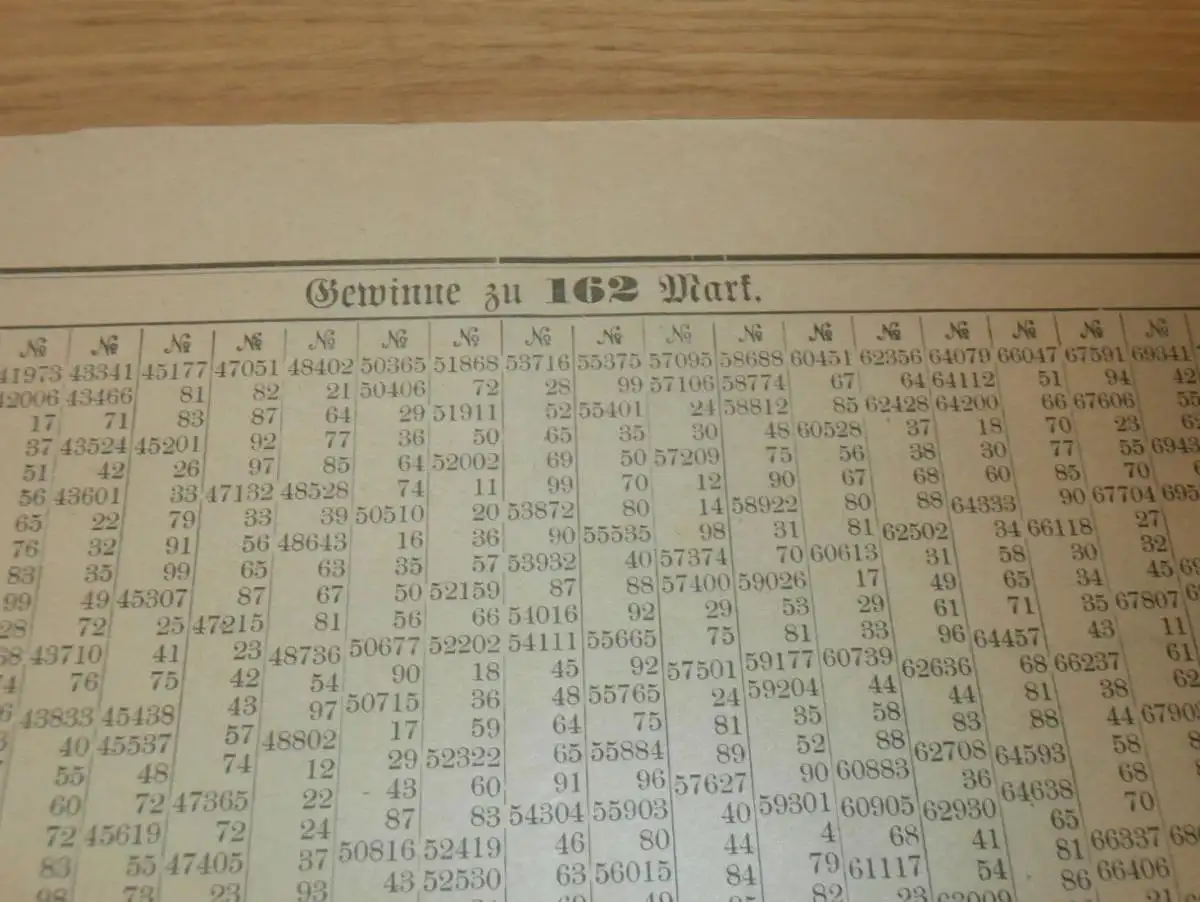 Gewinne zu 162 Mark.
№ № № № № № № № № № № № № № № № №
41973 43341 45177 47051 48402 50365 51868 53716 55375 57095 58688 60451 62356 64079 66047 67591 69341
42006 43466 81 82 21 50406 72 28 99 57106 58774 67 64 64112 51 94 42
17 71 83 87 64 29 51911 52 55401 24 58812 85 62428 64200 66 67606 55
37 43524 45201 92 77 36 50 65 35 30 48 60528 37 18 70 23
51 42 26 97 85 64 52002 69 50 57209 75 56 38 30 77 55
56 43601 33 47132 48528 74 11 99 70 12 90 67 68 60 85 70
65 22 79 33 39 50510 20 53872 80 14 58922 80 88 64333 90 67704
76 32 91 56 48643 16 36 90 55535 98 31 81 62502 34 66118 27
83 35 99 65 63 35 57 53932 40 57374 70 60613 31 58 30 32
99 49 45307 87 67 50 52159 87 88 57400 59026 17 49 65 34 45
28 72 25 47215 81 56 66 54016 92 29 53 29 61 71 35 67807
43710 41 23 48736 50677 52202 54111 55665 75 81 33 96 64457 43 11
76 75 42 54 90 18 45 92 57501 59177 60739 62636 68 66237 61
43833 45438 43 97 50715 36 48 55765 24 59204 44 44 81 38 62
40 45537 57 48802 17 59 64 75 81 35 58 83 88 44
55 48 74 12 29 52322 65 55884 89 52 88 62708 64593 58
60 72 47365 22 43 60 91 96 57627 90 60883 36 64638 68
72 45619 72 24 87 83 54304 55903 40 59301 60905 62930 65 70
83 55 47405 37 50816 52419 46 80 44 4 68 41 81 66337
98 73 23 93 43 52530 63 56015 84 79 61117 54 86 66406